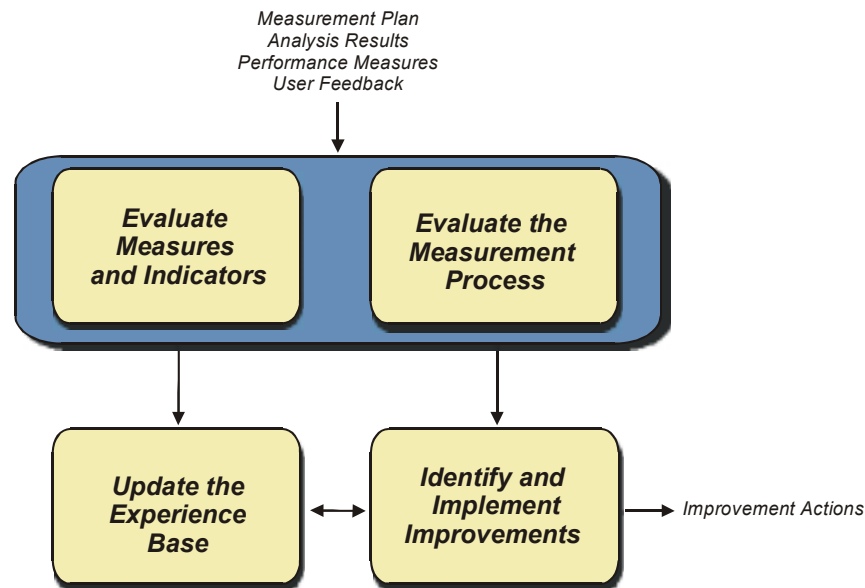 Measurement Plan
Analysis Results
Performance Measures
User Feedback
Evaluate
Measures
and Indicators
Evaluate the
Measurement
Process
Update the
Experience
Base
Identify and
Implement
Improvements
Improvement Actions